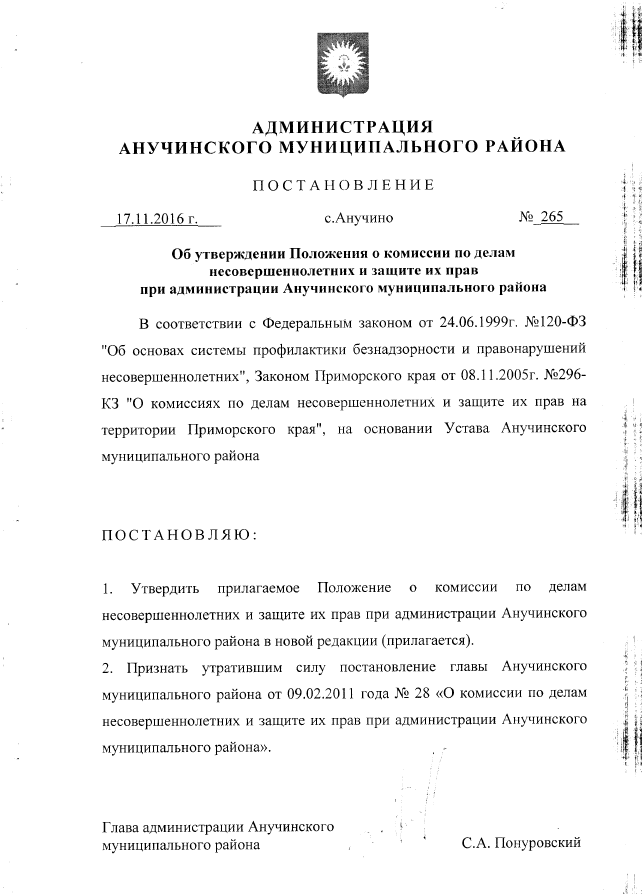 АДМИНИСТРАЦИЯ
АНУЧИНСКОГО МУНИЦИПАЛЬНОГО РАЙОНА
ПОСТАНОВЛЕНИЕ
17.11.2016 г. с.Анучино № 265
Об утверждении Положения о комиссии по делам
несовершеннолетних и защите их прав
при администрации Анучинского муниципального района
В соответствии с Федеральным законом от 24.06.1999г. №120-ФЗ
"Об основах системы профилактики безнадзорности и правонарушений
несовершеннолетних", Законом Приморского края от 08.11.2005г. №296-
КЗ "О комиссиях по делам несовершеннолетних и защите их прав на
территории Приморского края", на основании Устава Анучинского
муниципального района
ПОСТАНОВЛЯЮ:
1. Утвердить прилагаемое Положение о комиссии по делам
несовершеннолетних и защите их прав при администрации Анучинского
муниципального района в новой редакции (прилагается).
2. Признать утратившим силу постановление главы Анучинского
муниципального района от 09.02.2011 года № 28 «О комиссии по делам
несовершеннолетних и защите их прав при администрации Анучинского
муниципального района».
Глава администрации Анучинского
муниципального района С.А. Понуровский